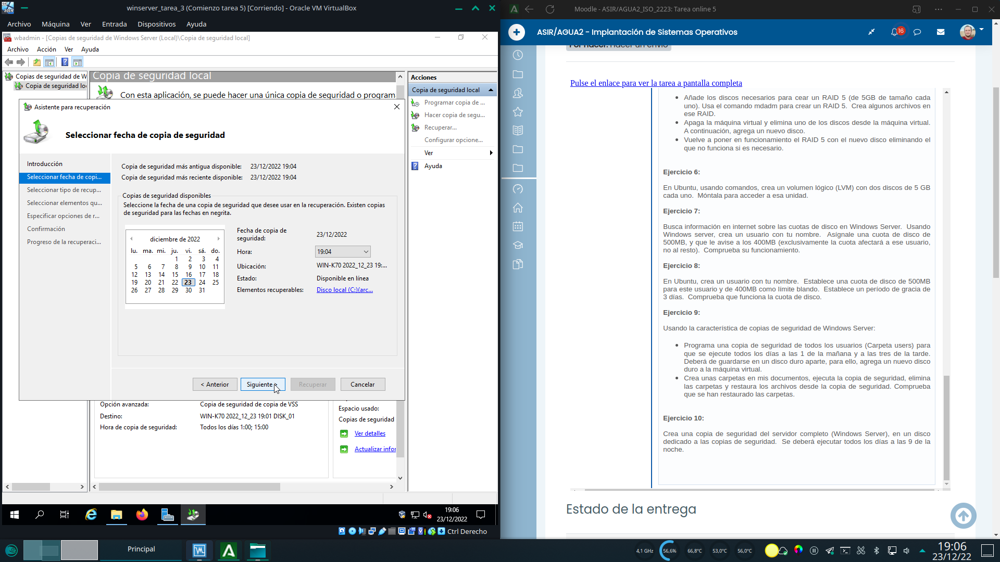 winserver_tarea_3 (Comienzo tarea 5) [Corriendo] - Oracle VM VirtualBox
Archivo Máquina Ver Entrada Dispositivos Ayuda
wbadmin - [Copias de seguridad de Windows Server (Local)\Copia de seguridad local]
Archivo Acción Ver Ayuda
Copias de seguridad de W
Copia de seguridad lo
Copia de seguridad local
Con esta aplicación, se puede hacer una única copia de seguridad o program
Asistente para recuperación
Seleccionar fecha de copia de seguridad
Introducción
Seleccionar fecha de copi...
Seleccionar tipo de recup...
Seleccionar elementos qu...
Especificar opciones de r...
Confirmación
Progreso de la recuperaci...
Copia de seguridad más antigua disponible: 23/12/2022 19:04
Copia de seguridad más reciente disponible: 23/12/2022 19:04
Copias de seguridad disponibles
Seleccione la fecha de una copia de seguridad que desee usar en la recuperación. Existen copias
de seguridad para las fechas en negrita.
diciembre de 2022
lu. ma. mi. ju. vi. sá. do.
1 2 3 4
5 6 7 8 9 10 11
12 13 14 15 16 17 18
19 20 21 22 23 24 25
26 27 28 29 30 31
Fecha de copia de
seguridad: 23/12/2022
Hora: 19:04
Ubicación: WIN-K70 2022_12_23 19:...
Estado: Disponible en línea
Elementos recuperables: Disco local (C:)(arc...
< Anterior Siguiente > Recuperar Cancelar
Opción avanzada: Copia de seguridad de copia de VSS
Destino: WIN-K70 2022_12_23 19:01 DISK_01
Hora de copia de seguridad: Todos los días 1:00; 15:00
Espacio usado:
Copias de seguridad
Ver detalles
Actualizar infor
Acciones
Copia de seguridad local
Programar copia de ...
Hacer copia de segu...
Recuperar...
Configurar opcione...
Ver
Ayuda
19:06
23/12/2022
Ctrl Derecho
Moodle - ASIR/AGUA2_ISO_2223: Tarea online 5
ASIR/AGUA2 - Implantación de Sistemas Operativos
16
Por hacer: Hacer un envío
Pulse el enlace para ver la tarea a pantalla completa
Añade los discos necesarios para cear un RAID 5 (de 5GB de tamaño cada
uno). Usa el comando mdadm para crear un RAID 5. Crea algunos archivos en
ese RAID.
Apaga la máquina virtual y elimina uno de los discos desde la máquina virtual.
A continuación, agrega un nuevo disco.
Vuelve a poner en funcionamiento el RAID 5 con el nuevo disco eliminando el
que no funciona si es necesario.
Ejercicio 6:
En Ubuntu, usando comandos, crea un volumen lógico (LVM) con dos discos de 5 GB
cada uno. Móntala para acceder a esa unidad.
Ejercicio 7:
Busca información en internet sobre las cuotas de disco en Windows Server. Usando
Windows server, crea un usuario con tu nombre. Asígnale una cuota de disco de
500MB, y que le avise a los 400MB (exclusivamente la cuota afectará a ese usuario,
no al resto). Comprueba su funcionamiento.
Ejercicio 8:
En Ubuntu, crea un usuario con tu nombre. Establece una cuota de disco de 500MB
para este usuario y de 400MB como límite blando. Establece un período de gracia de
3 días. Comprueba que funciona la cuota de disco.
Ejercicio 9:
Usando la característica de copias de seguridad de Windows Server:
Programa una copia de seguridad de todos los usuarios (Carpeta users) para
que se ejecute todos los días a las 1 de la mañana y a las tres de la tarde.
Deberá de guardarse en un disco duro aparte, para ello, agrega un nuevo disco
duro a la máquina virtual.
Crea unas carpetas en mis documentos, ejecuta la copia de seguridad, elimina
las carpetas y restaura los archivos desde la copia de seguridad. Comprueba
que se han restaurado las carpetas.
Ejercicio 10:
Crea una copia de seguridad del servidor completo (Windows Server), en un disco
dedicado a las copias de seguridad. Se deberá ejecutar todos los días a las 9 de la
noche.
Estado de la entrega
Principal
4,1 GHz 56,6% 66,8°C 53,0°C 56,0°C
19:06
23/12/22